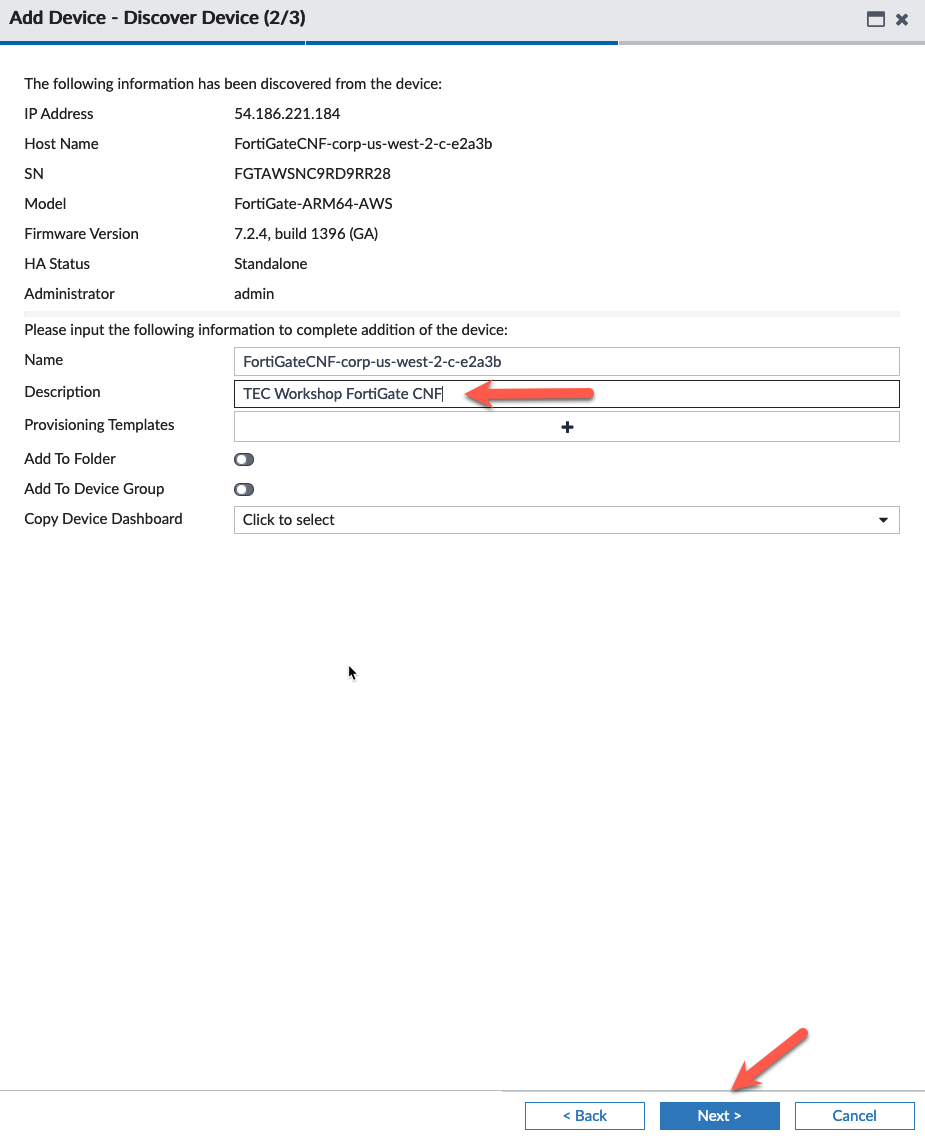 Add Device - Discover Device (2/3)
The following information has been discovered from the device:
IP Address 54.186.221.184
Host Name FortiGateCNF-corp-us-west-2-c-e2a3b
SN FGTAWSNC9RD9RR28
Model FortiGate-ARM64-AWS
Firmware Version 7.2.4, build 1396 (GA)
HA Status Standalone
Administrator admin
Please input the following information to complete addition of the device:
Name FortiGateCNF-corp-us-west-2-c-e2a3b
Description TEC Workshop FortiGate CNF
Provisioning Templates +
Add To Folder
Add To Device Group
Copy Device Dashboard Click to select
< Back Next > Cancel